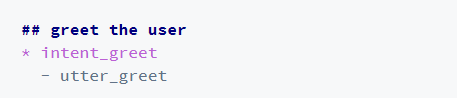 ## greet the user
* intent_greet
- utter_greet